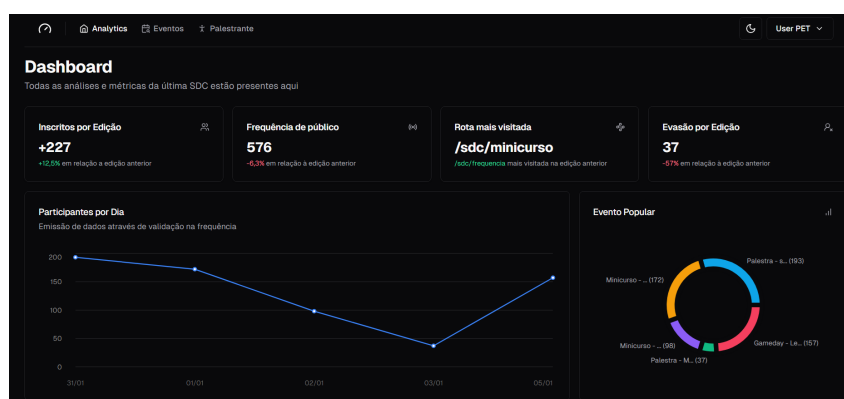 Analytics Eventos Palestrante User PET
Dashboard
Todas as análises e métricas da última SDC estão presentes aqui
Inscritos por Edição
+227
+12,5% em relação a edição anterior
Frequência de público
576
-6,3% em relação à edição anterior
Rota mais visitada
/sdc/minicurso
/sdc/frequencia mais visitada na edição anterior
Evasão por Edição
37
-57% em relação à edição anterior
Participantes por Dia
Emissão de dados através de validação na frequência
200
150
100
50
0
31/01 01/01 02/01 03/01 05/01
Evento Popular
Palestra - s... (193)
Minicurso - ... (172)
Gameday - Le... (157)
Minicurso - ... (98)
Palestra - M... (37)